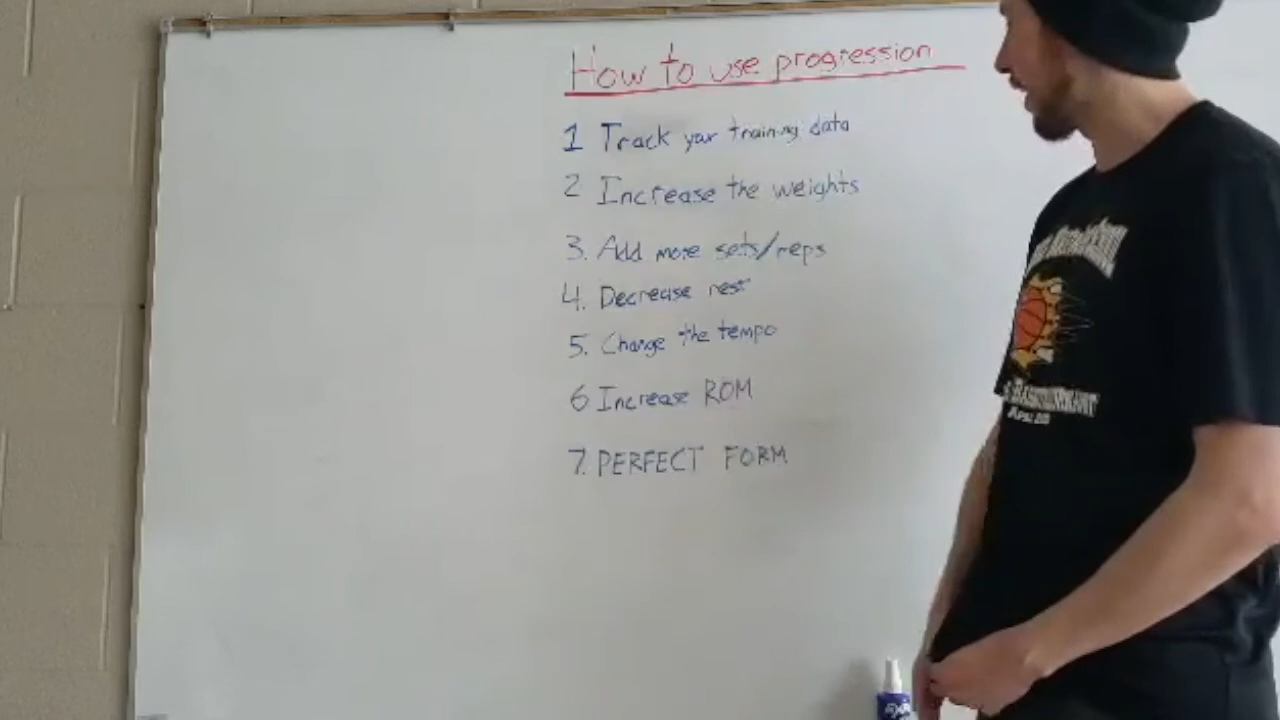 How to use progression
1 Track your training data
2 Increase the weights
3. Add more sets/reps
4. Decrease rest
5. Change the tempo
6 Increase ROM
7. PERFECT FORM